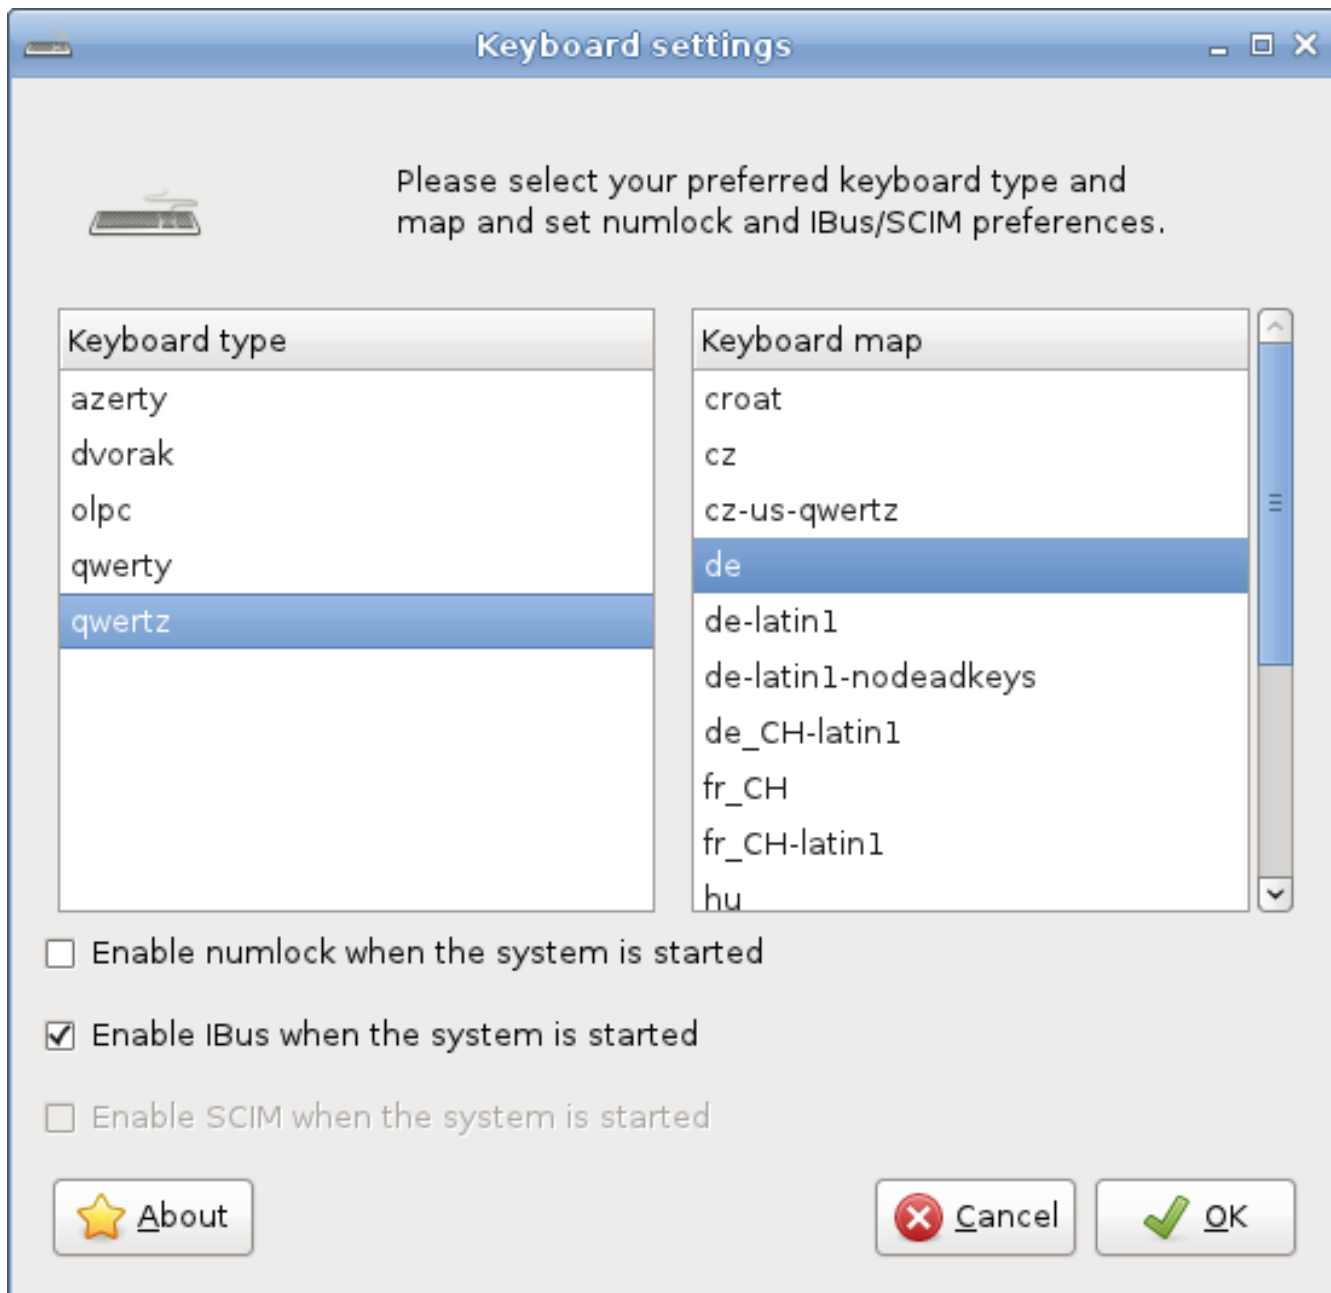 Keyboard settings
Please select your preferred keyboard type and
map and set numlock and IBus/SCIM preferences.
Keyboard type
azerty
dvorak
olpc
qwerty
qwertz
Keyboard map
croat
cz
cz-us-qwertz
de
de-latin1
de-latin1-nodeadkeys
de_CH-latin1
fr_CH
fr_CH-latin1
hu
Enable numlock when the system is started
Enable IBus when the system is started
Enable SCIM when the system is started
About
Cancel
OK